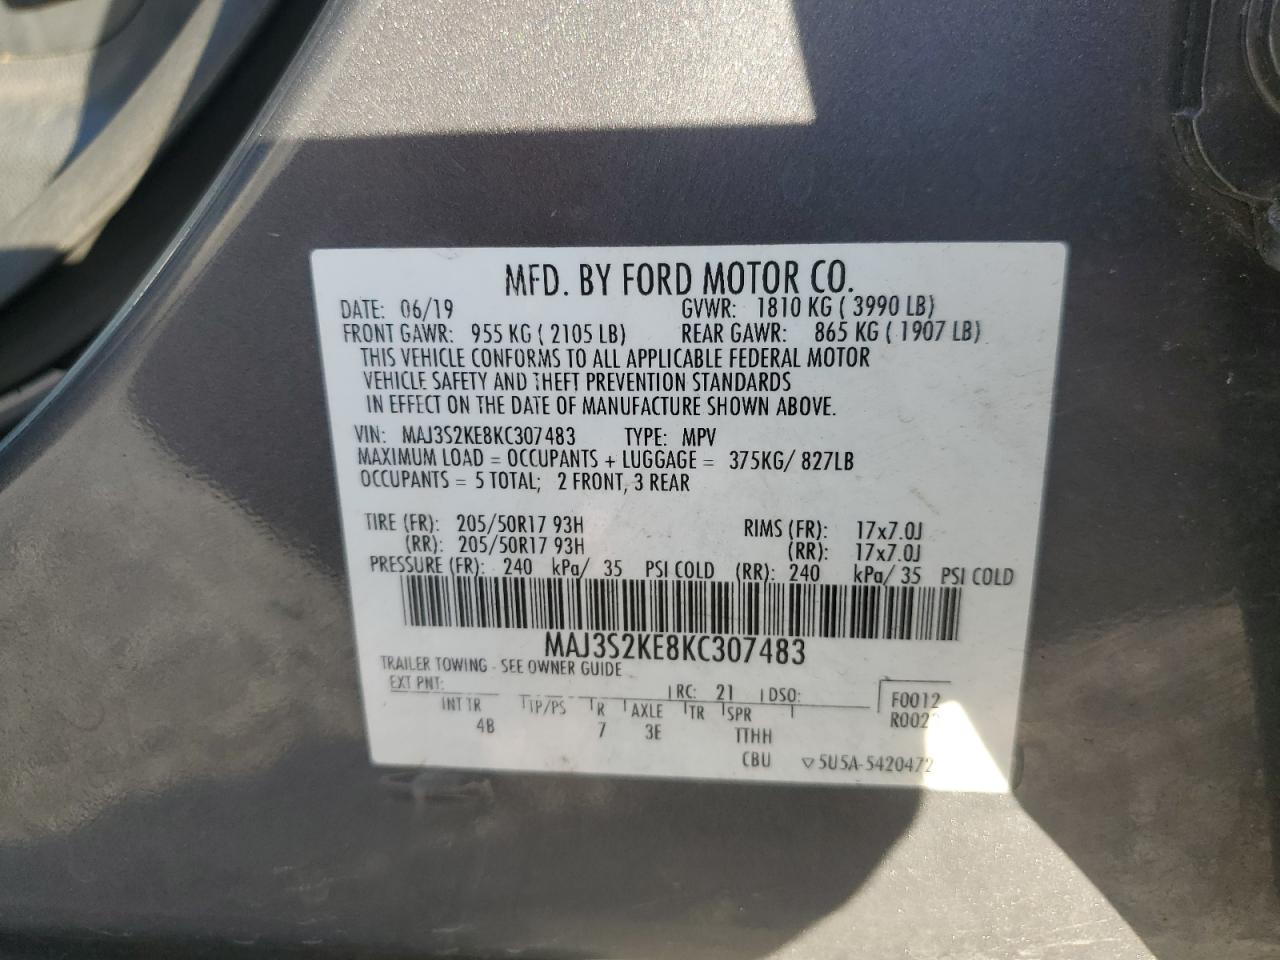 MFD. BY FORD MOTOR CO.
DATE: 06/19 GVWR: 1810 KG ( 3990 LB)
FRONT GAWR: 955 KG ( 2105 LB) REAR GAWR: 865 KG ( 1907 LB)
THIS VEHICLE CONFORMS TO ALL APPLICABLE FEDERAL MOTOR
VEHICLE SAFETY AND THEFT PREVENTION STANDARDS
IN EFFECT ON THE DATE OF MANUFACTURE SHOWN ABOVE.
VIN: MAJ3S2KE8KC307483 TYPE: MPV
MAXIMUM LOAD = OCCUPANTS + LUGGAGE = 375KG/ 827LB
OCCUPANTS = 5 TOTAL; 2 FRONT, 3 REAR
TIRE (FR): 205/50R17 93H RIMS (FR): 17x7.0J
(RR): 205/50R17 93H (RR): 17x7.0J
PRESSURE (FR): 240 kPa/ 35 PSI COLD (RR): 240 kPa/ 35 PSI COLD
MAJ3S2KE8KC307483
TRAILER TOWING - SEE OWNER GUIDE
EXT PNT: RC: 21 DSO: F0012
INT TR TP/PS R AXLE TR SPR
4B 7 3E TTHH
CBU ▽5U5A-5420472